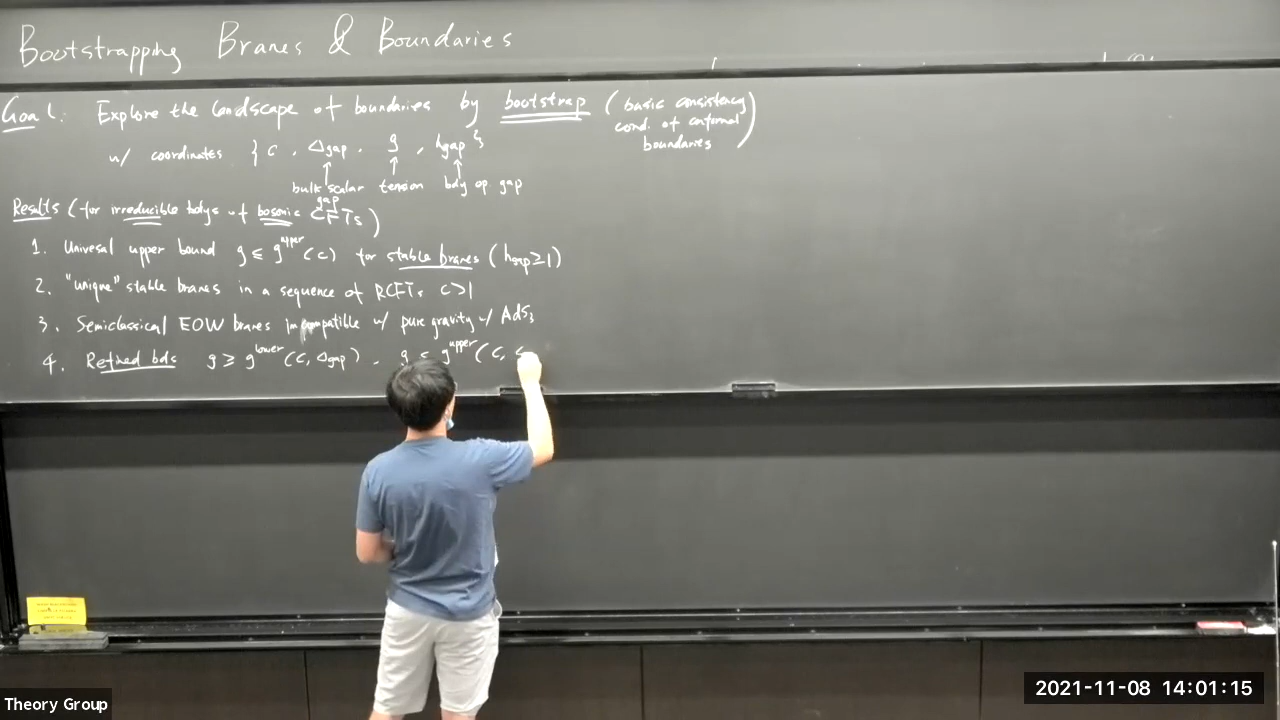 Bootstrapping Branes & Boundaries
Goal: Explore the landscape of boundaries by bootstrap (basic consistency cond. of conformal boundaries)
w/ coordinates { c, Δgap, g, hgap }
bulk scalar gap tension bdy op gap
Results (for irreducible bdys of bosonic CFTs)
1. Univesal upper bound g ≤ g^upper(c) for stable branes (hgap≥1)
2. "unique" stable branes in a sequence of RCFTs c>1
3. Semiclassical EOW branes incompatible w/ pure gravity w/ AdS3
4. Refined bds g ≥ g^lower(c, Δgap), g ≤ g^upper(c,
Theory Group
2021-11-08 14:01:15